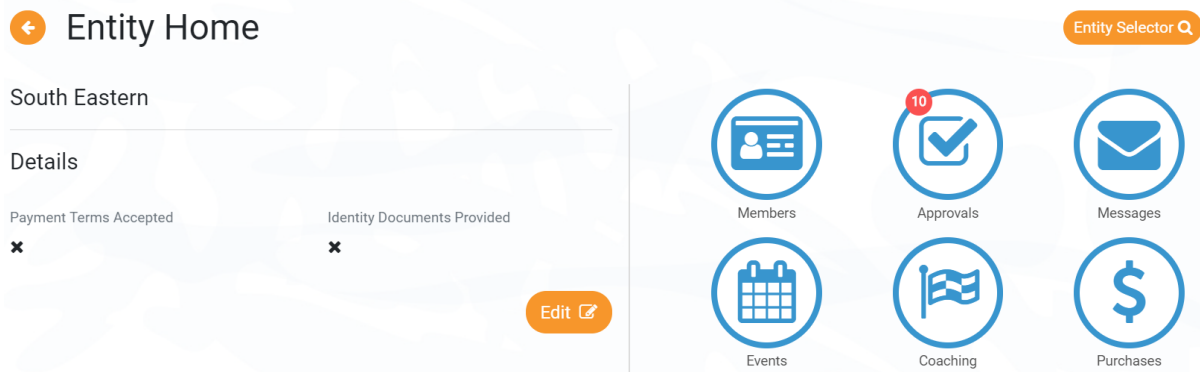 Entity Home
Entity Selector
South Eastern
Details
Payment Terms Accepted
Identity Documents Provided
Edit
10
Members
Approvals
Messages
Events
Coaching
Purchases